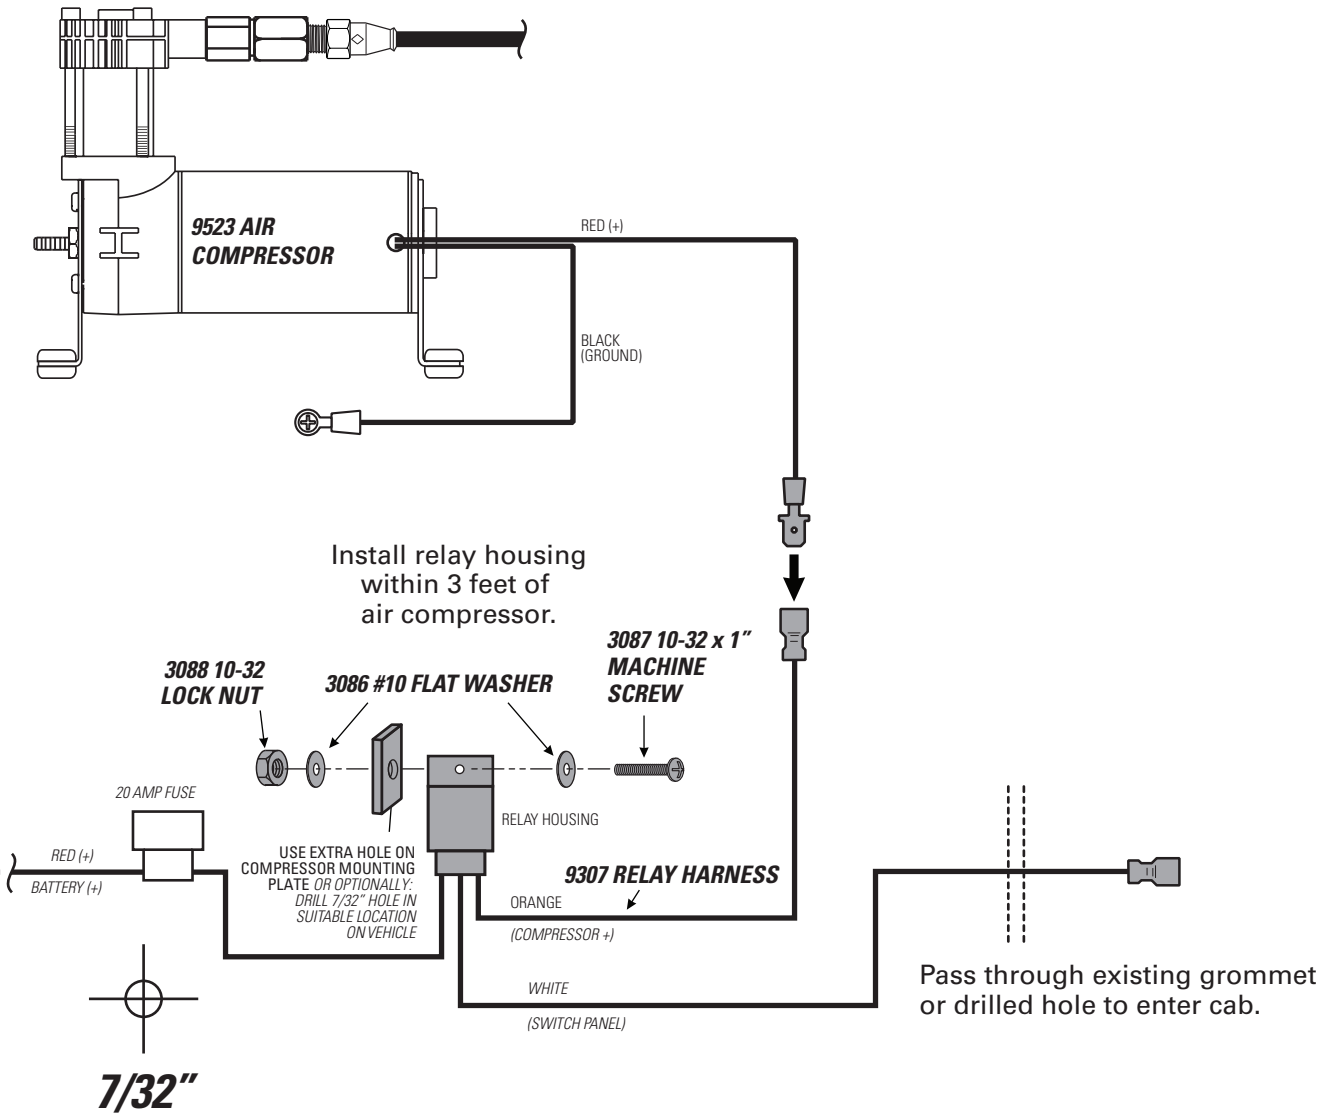 9523 AIR
COMPRESSOR
RED (+)
BLACK
(GROUND)
Install relay housing
within 3 feet of
air compressor.
3087 10-32 x 1”
MACHINE
SCREW
3088 10-32
LOCK NUT
3086 #10 FLAT WASHER
20 AMP FUSE
RELAY HOUSING
RED (+)
BATTERY (+)
USE EXTRA HOLE ON
COMPRESSOR MOUNTING
PLATE OR OPTIONALLY:
DRILL 7/32” HOLE IN
SUITABLE LOCATION
ON VEHICLE
9307 RELAY HARNESS
ORANGE
(COMPRESSOR +)
WHITE
(SWITCH PANEL)
Pass through existing grommet
or drilled hole to enter cab.
7/32”